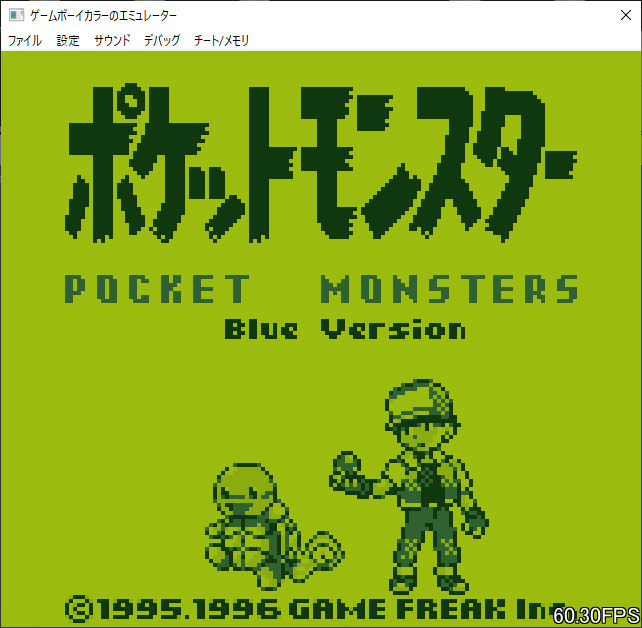 ゲームボーイカラーのエミュレーター
ファイル 設定 サウンド デバッグ チート/メモリ
ポケットモンスター
POCKET MONSTERS
Blue Version
©1995.1996 GAME FREAK Inc.
60.30FPS